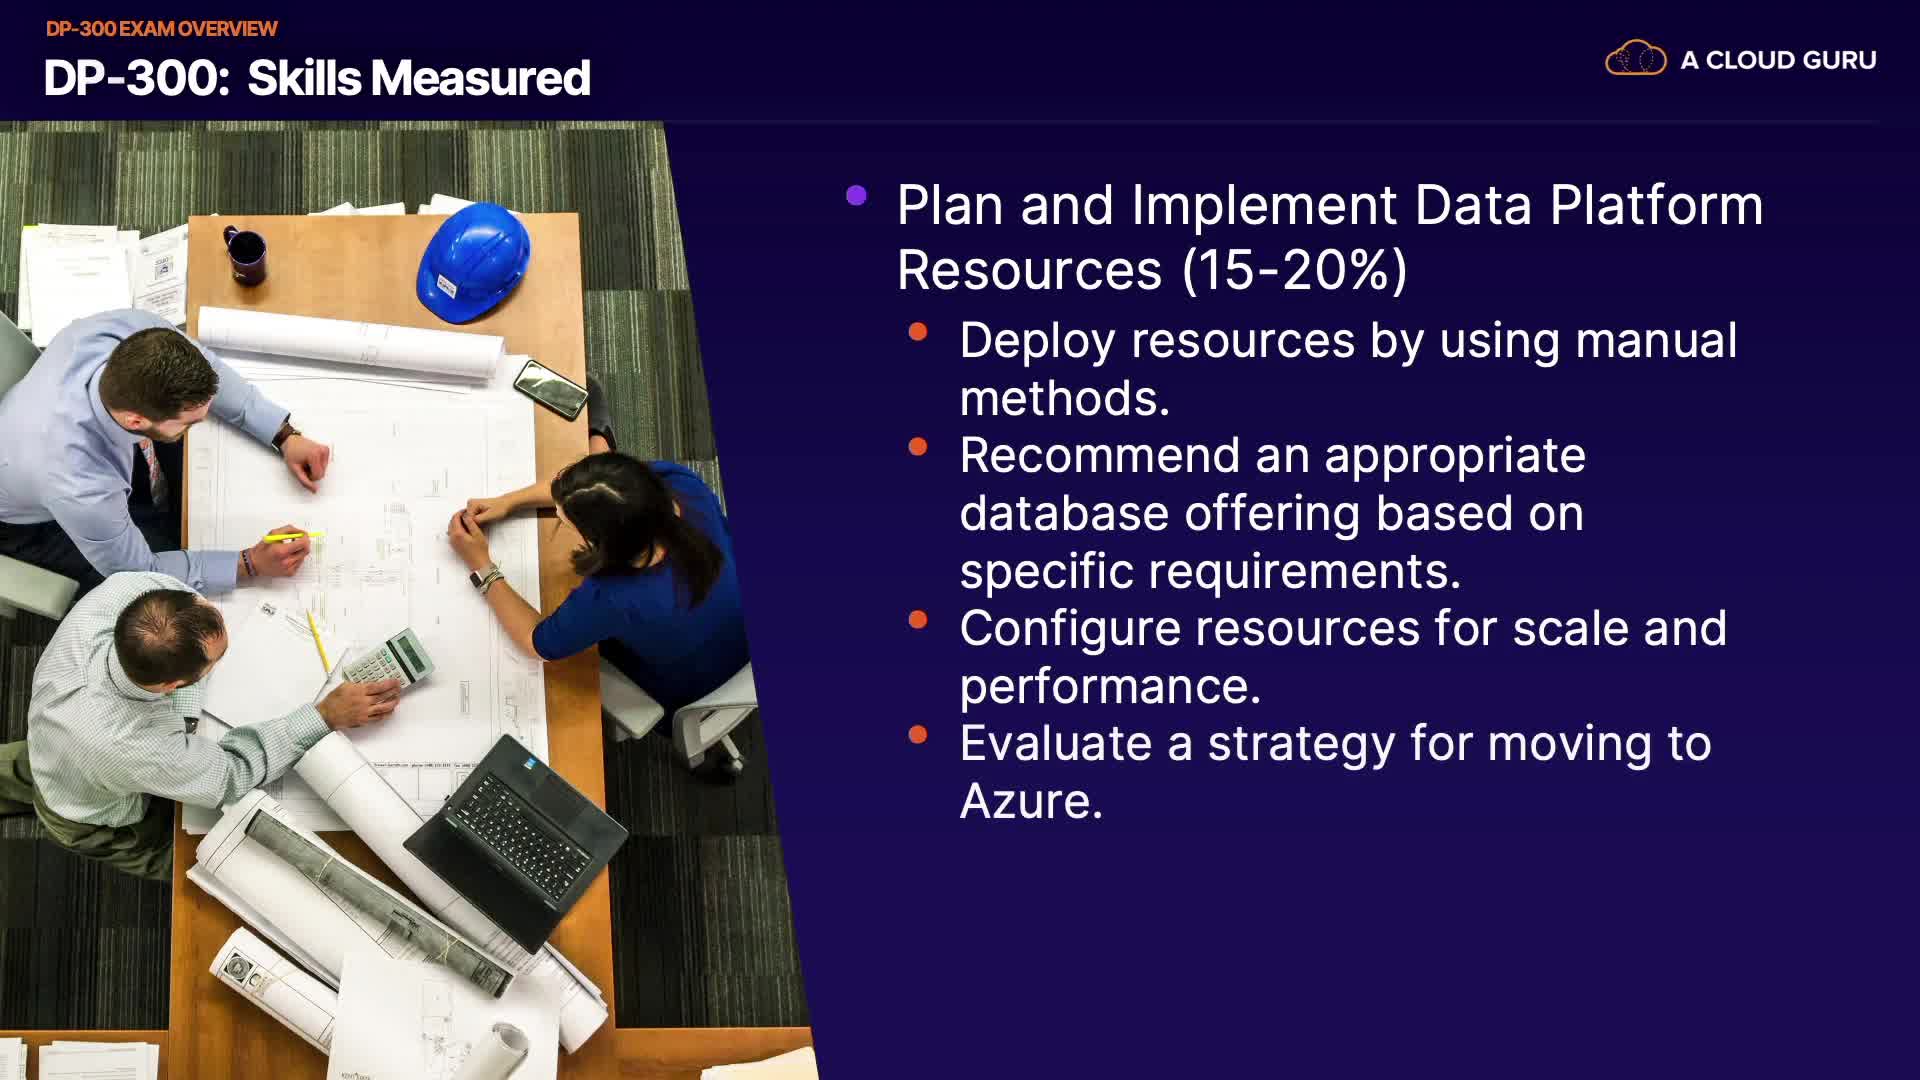 DP-300 EXAM OVERVIEW
DP-300: Skills Measured
A CLOUD GURU
Plan and Implement Data Platform
Resources (15-20%)
Deploy resources by using manual
methods.
Recommend an appropriate
database offering based on
specific requirements.
Configure resources for scale and
performance.
Evaluate a strategy for moving to
Azure.